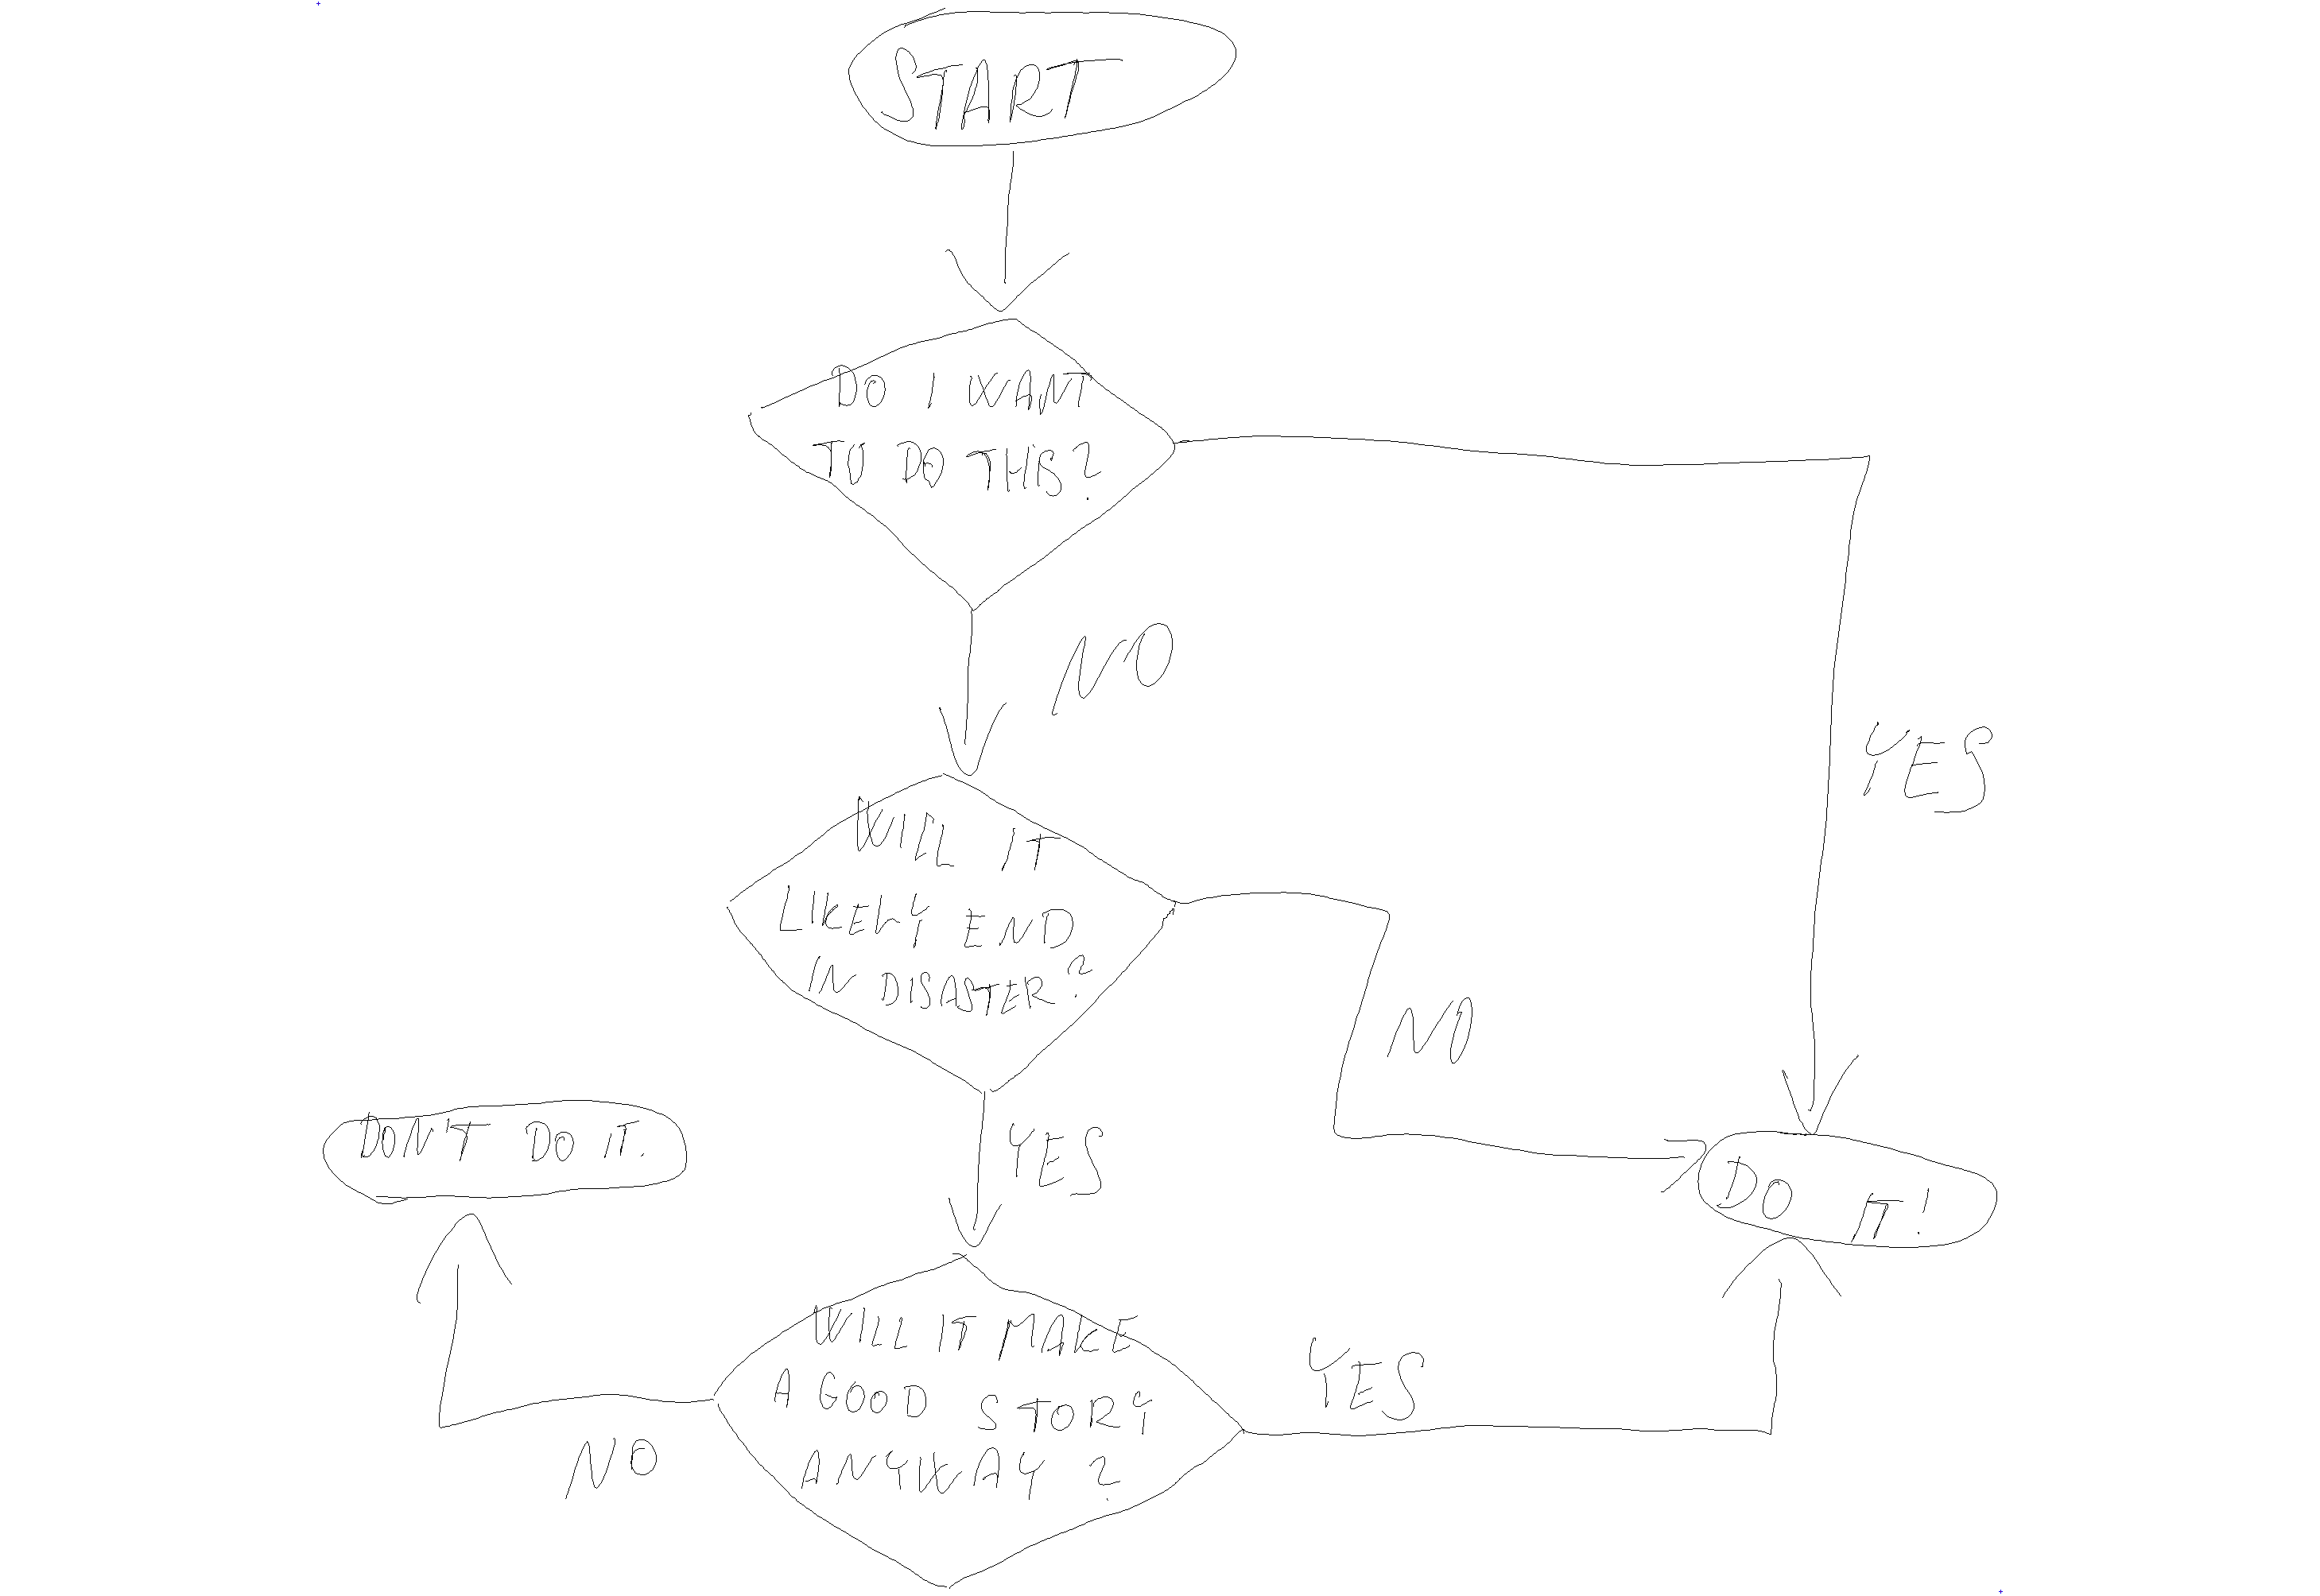 START
DO I WANT
TO DO THIS?
NO
YES
WILL IT
LIKELY END
IN DISASTER?
NO
YES
DON'T DO IT.
DO IT!
WILL IT MAKE
A GOOD STORY
ANYWAY?
YES
NO